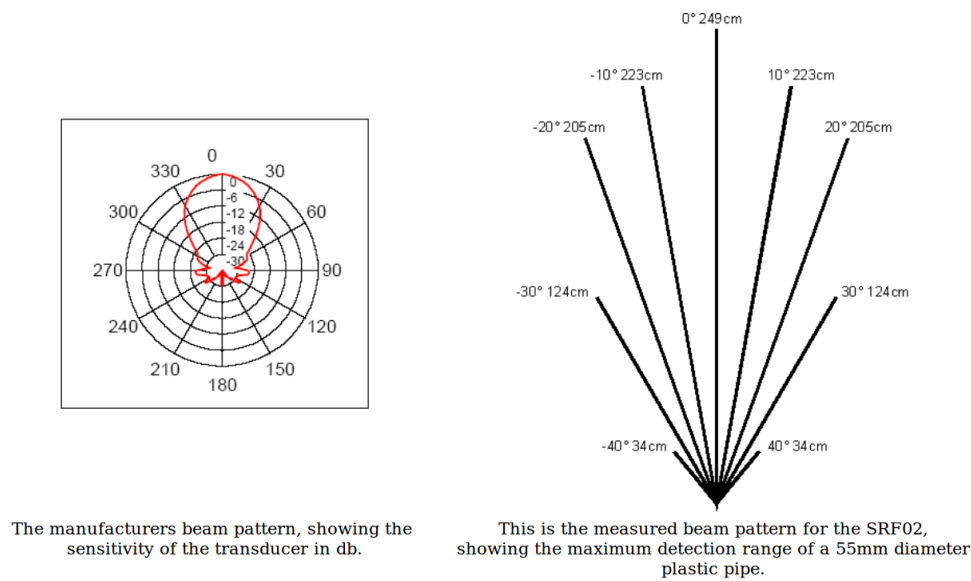 0
330
30
300
60
270
90
240
120
210
150
180
0
-6
-12
-18
-24
-30
The manufacturers beam pattern, showing the
sensitivity of the transducer in db.
0° 249cm
-10° 223cm
10° 223cm
-20° 205cm
20° 205cm
-30° 124cm
30° 124cm
-40° 34cm
40° 34cm
This is the measured beam pattern for the SRF02,
showing the maximum detection range of a 55mm diameter
plastic pipe.